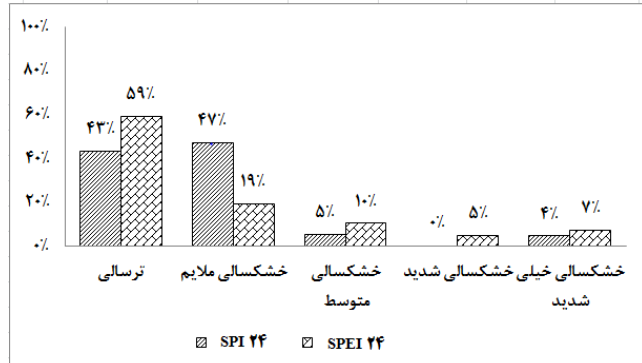 ۱۰۰٪
۸۰٪
۶۰٪
۴۰٪
۲۰٪
۰٪
۴۳٪
۵۹٪
۴۷٪
۱۹٪
۵٪
۱۰٪
۰٪
۵٪
۴٪
۷٪
ترسالی
خشکسالی ملایم
خشکسالی
متوسط
خشکسالی شدید
خشکسالی خیلی
شدید
SPI ۲۴
SPEI ۲۴